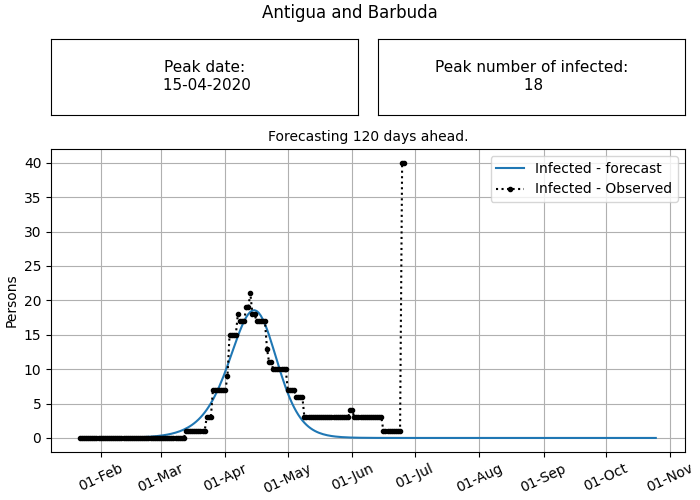 Antigua and Barbuda
Peak date:
15-04-2020
Peak number of infected:
18
Forecasting 120 days ahead.
Infected - forecast
Infected - Observed
Persons
40
35
30
25
20
15
10
5
0
01-Feb
01-Mar
01-Apr
01-May
01-Jun
01-Jul
01-Aug
01-Sep
01-Oct
01-Nov